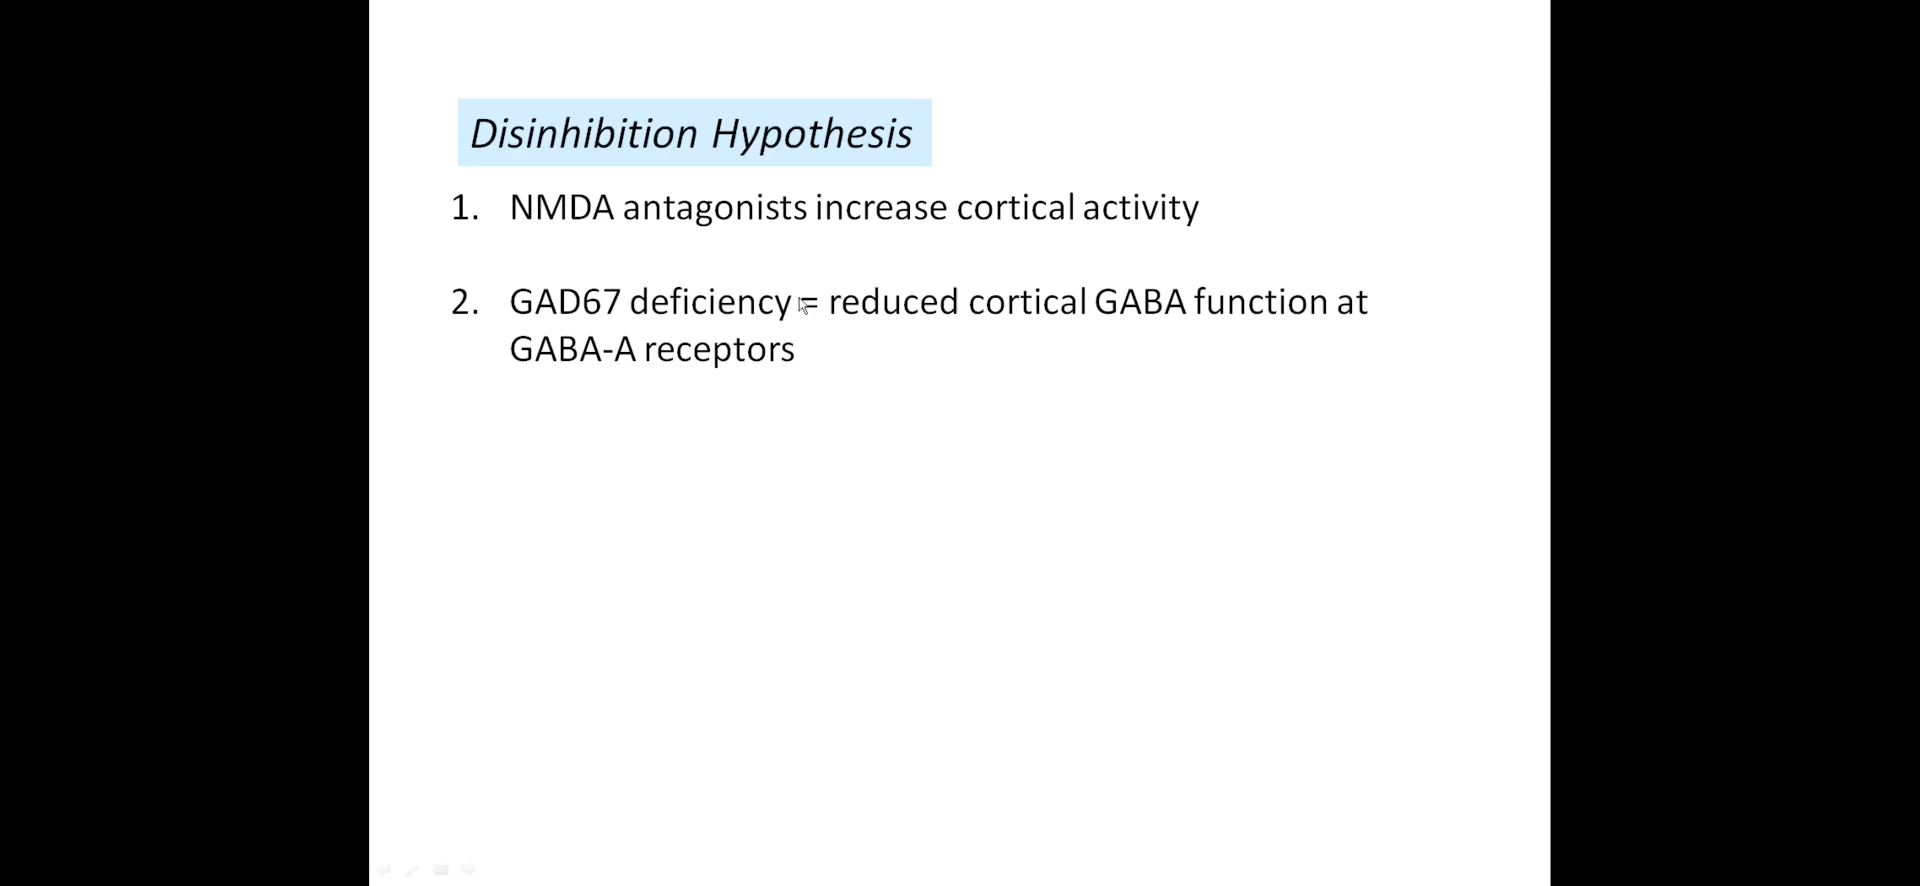 Disinhibition Hypothesis
1. NMDA antagonists increase cortical activity
2. GAD67 deficiency = reduced cortical GABA function at
GABA-A receptors